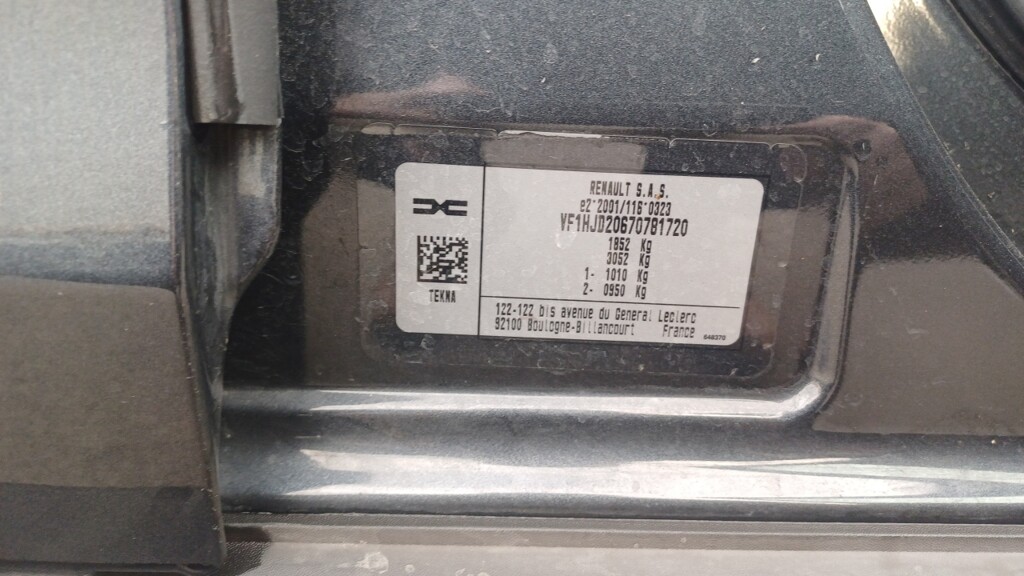 RENAULT S.A.S.
e2*2001/116*0323
VF1HJD20670781720
1852 Kg
3052 Kg
1- 1010 Kg
2- 0950 Kg
TEKNA
122-122 bis avenue du General Leclerc
92100 Boulogne-Billancourt France